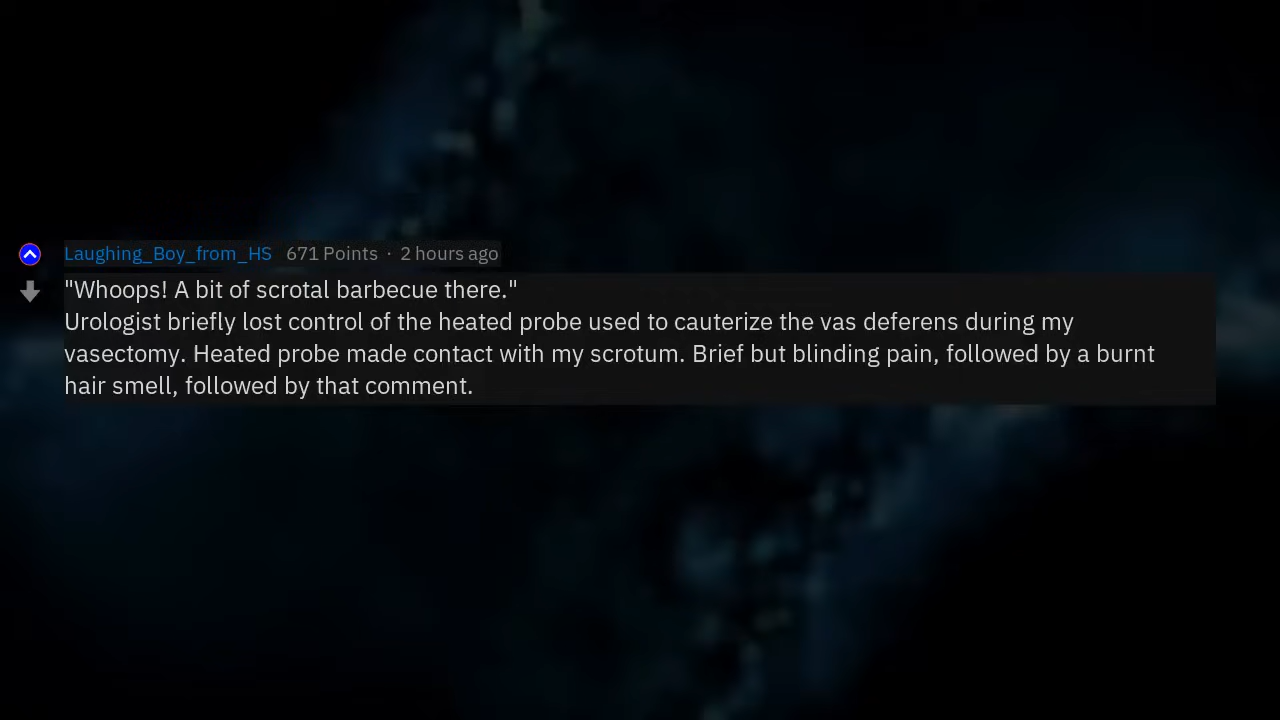 Laughing_Boy_from_HS 671 Points · 2 hours ago
"Whoops! A bit of scrotal barbecue there."
Urologist briefly lost control of the heated probe used to cauterize the vas deferens during my
vasectomy. Heated probe made contact with my scrotum. Brief but blinding pain, followed by a burnt
hair smell, followed by that comment.